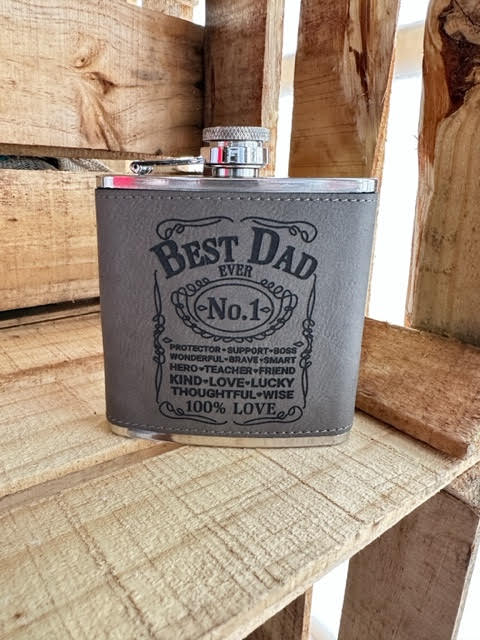 BEST DAD
EVER
No.1
PROTECTOR • SUPPORT • BOSS
WONDERFUL • BRAVE • SMART
HERO • TEACHER • FRIEND
KIND • LOVE • LUCKY
THOUGHTFUL • WISE
100% LOVE